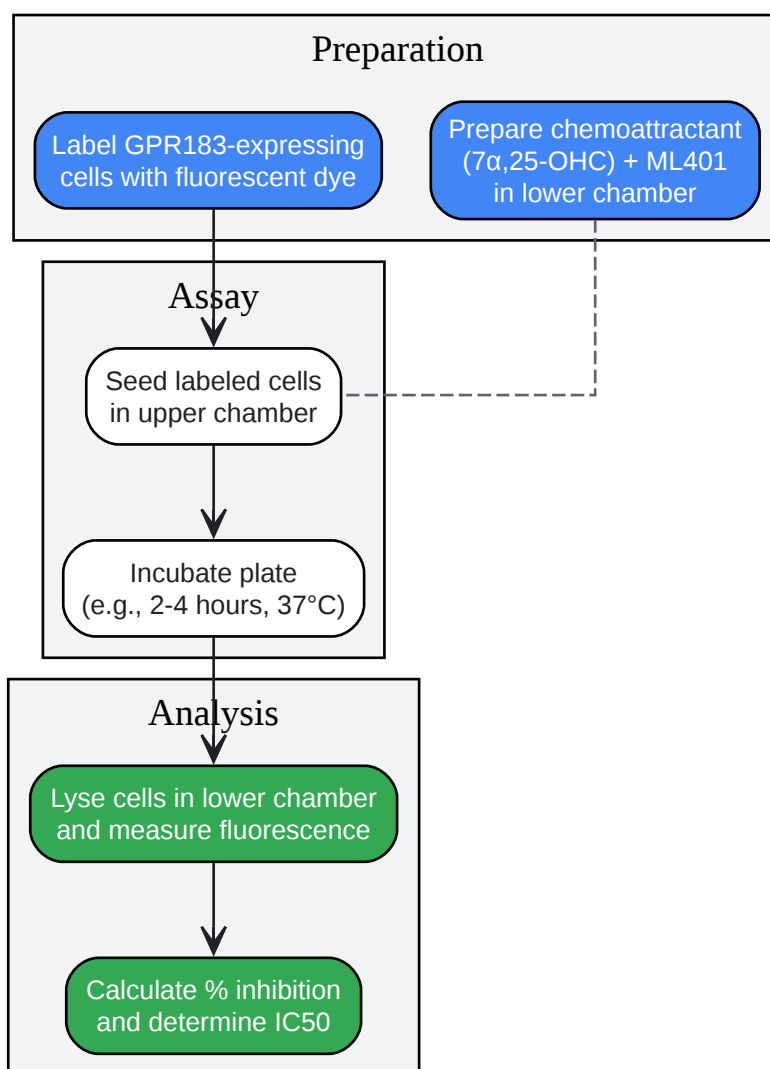 Preparation
Label GPR183-expressing
cells with fluorescent dye
Prepare chemoattractant
(7α,25-OHC) + ML401
in lower chamber
Assay
Seed labeled cells
in upper chamber
Incubate plate
(e.g., 2-4 hours, 37°C)
Analysis
Lyse cells in lower chamber
and measure fluorescence
Calculate % inhibition
and determine IC50